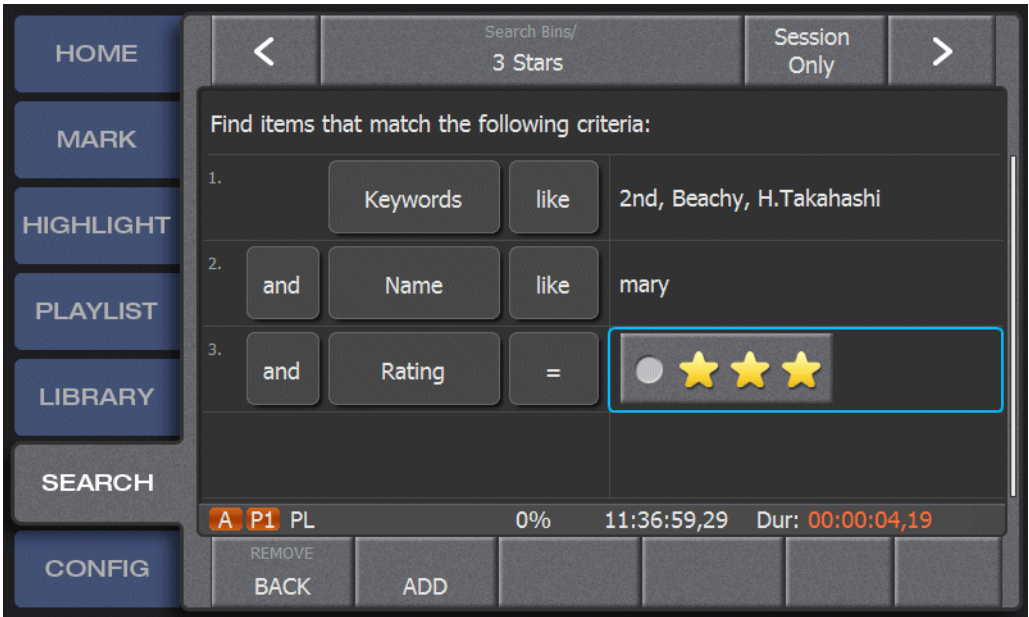 HOME
MARK
HIGHLIGHT
PLAYLIST
LIBRARY
SEARCH
CONFIG
<
Search Bins/
3 Stars
Session
Only
>
Find items that match the following criteria:
1. Keywords like 2nd, Beachy, H.Takahashi
2. and Name like mary
3. and Rating =
A P1 PL 0% 11:36:59,29 Dur: 00:00:04,19
REMOVE
BACK
ADD